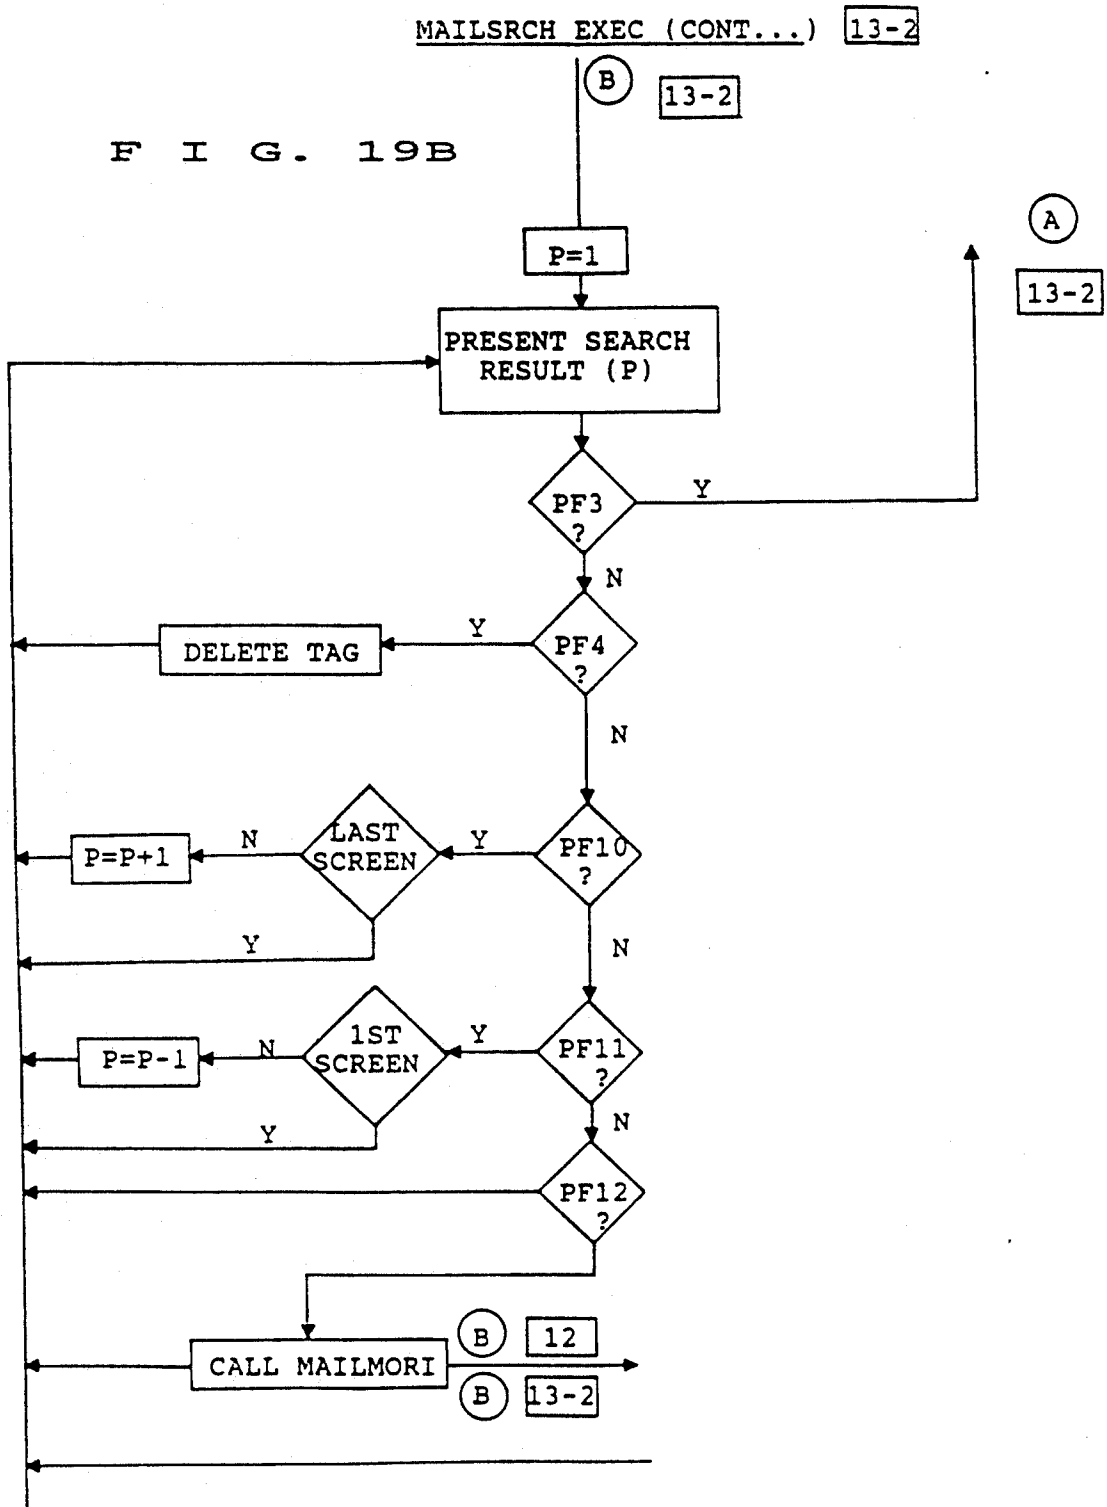 MAILSRCH EXEC (CONT...) 13-2
B
13-2
FIG. 19B
A
13-2
P=1
PRESENT SEARCH
RESULT (P)
PF3
?
Y
N
DELETE TAG
Y
PF4
?
N
P=P+1
N
LAST
SCREEN
Y
PF10
?
Y
N
P=P-1
N
1ST
SCREEN
Y
PF11
?
Y
N
PF12
?
CALL MAILMORI
B 12
B 13-2